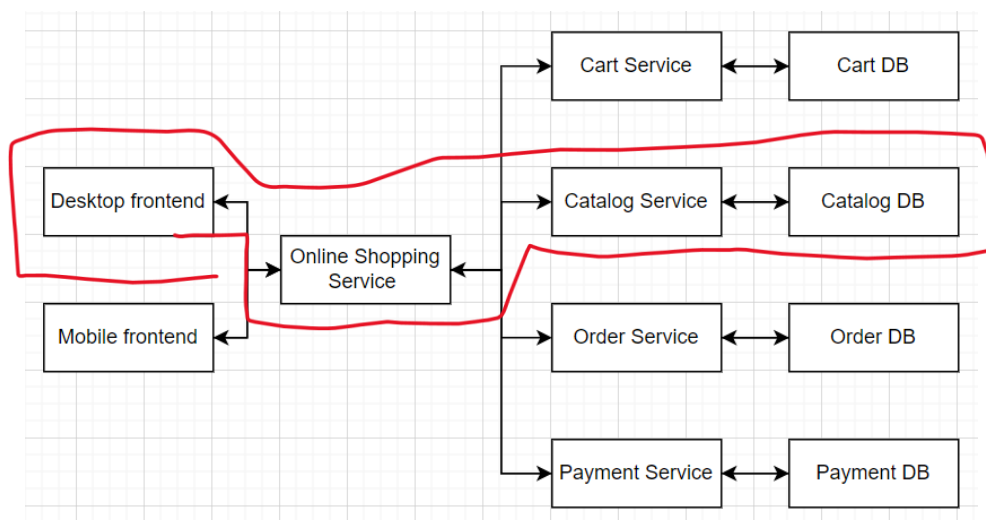 Cart Service
Cart DB
Desktop frontend
Catalog Service
Catalog DB
Online Shopping
Service
Mobile frontend
Order Service
Order DB
Payment Service
Payment DB